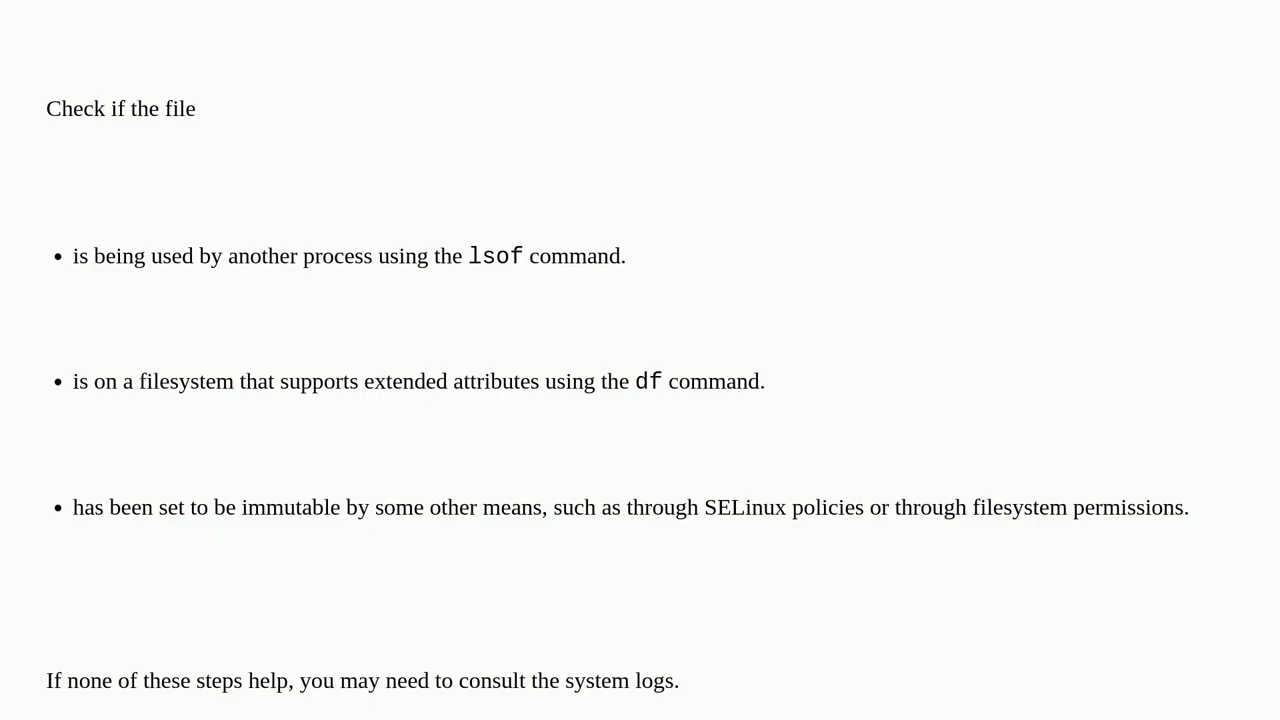 Check if the file
• is being used by another process using the lsof command.
• is on a filesystem that supports extended attributes using the df command.
• has been set to be immutable by some other means, such as through SELinux policies or through filesystem permissions.
If none of these steps help, you may need to consult the system logs.